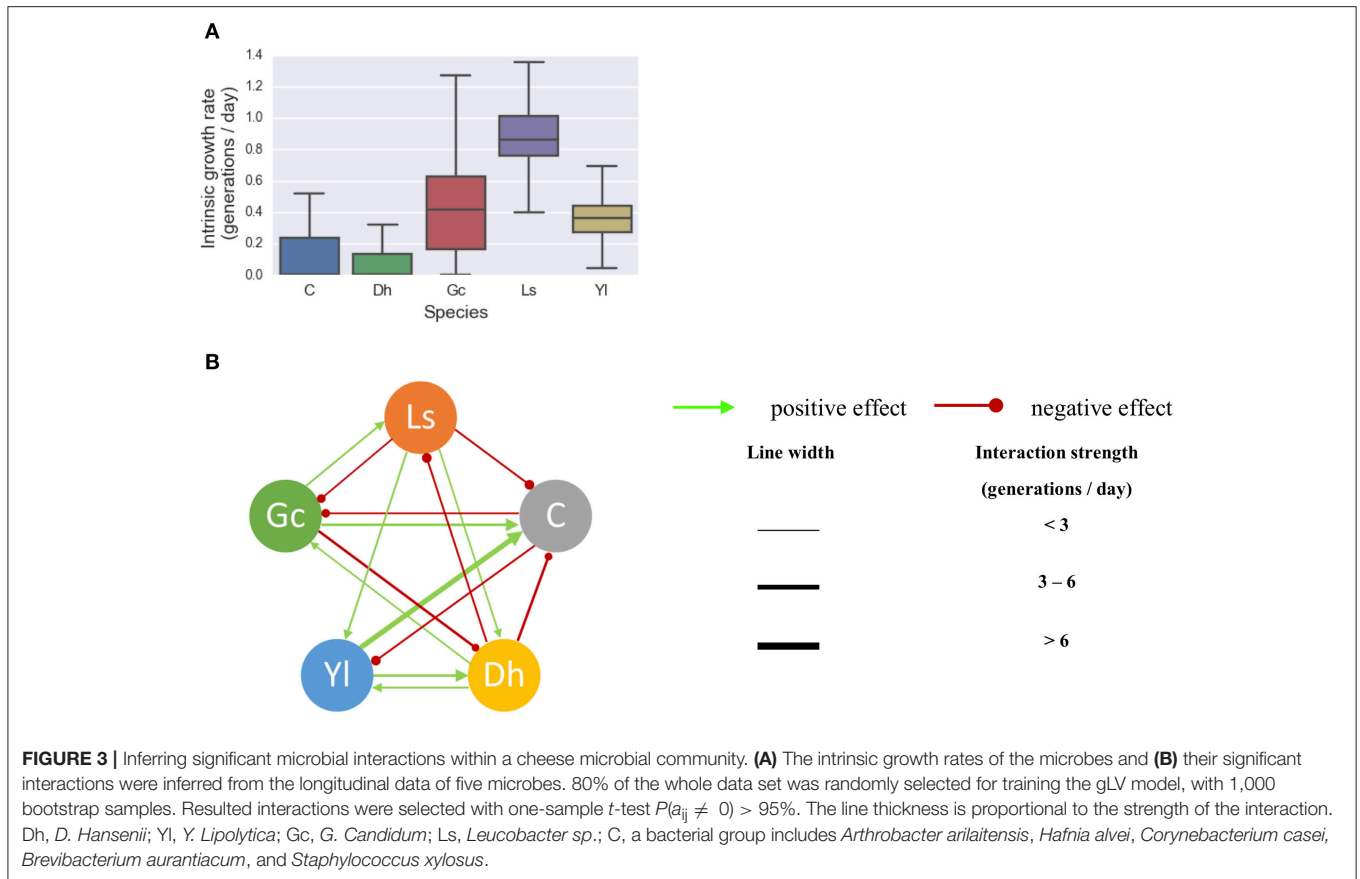 A
Intrinsic growth rate
(generations / day)
1.4
1.2
1.0
0.8
0.6
0.4
0.2
0.0
C Dh Gc Ls Yl
Species
B
Ls
Gc
C
Yl
Dh
positive effect negative effect
Line width Interaction strength
(generations / day)
< 3
3 – 6
> 6
FIGURE 3 | Inferring significant microbial interactions within a cheese microbial community. (A) The intrinsic growth rates of the microbes and (B) their significant
interactions were inferred from the longitudinal data of five microbes. 80% of the whole data set was randomly selected for training the gLV model, with 1,000
bootstrap samples. Resulted interactions were selected with one-sample t-test P(aij ≠ 0) > 95%. The line thickness is proportional to the strength of the interaction.
Dh, D. Hansenii; Yl, Y. Lipolytica; Gc, G. Candidum; Ls, Leucobacter sp.; C, a bacterial group includes Arthrobacter arilaitensis, Hafnia alvei, Corynebacterium casei,
Brevibacterium aurantiacum, and Staphylococcus xylosus.